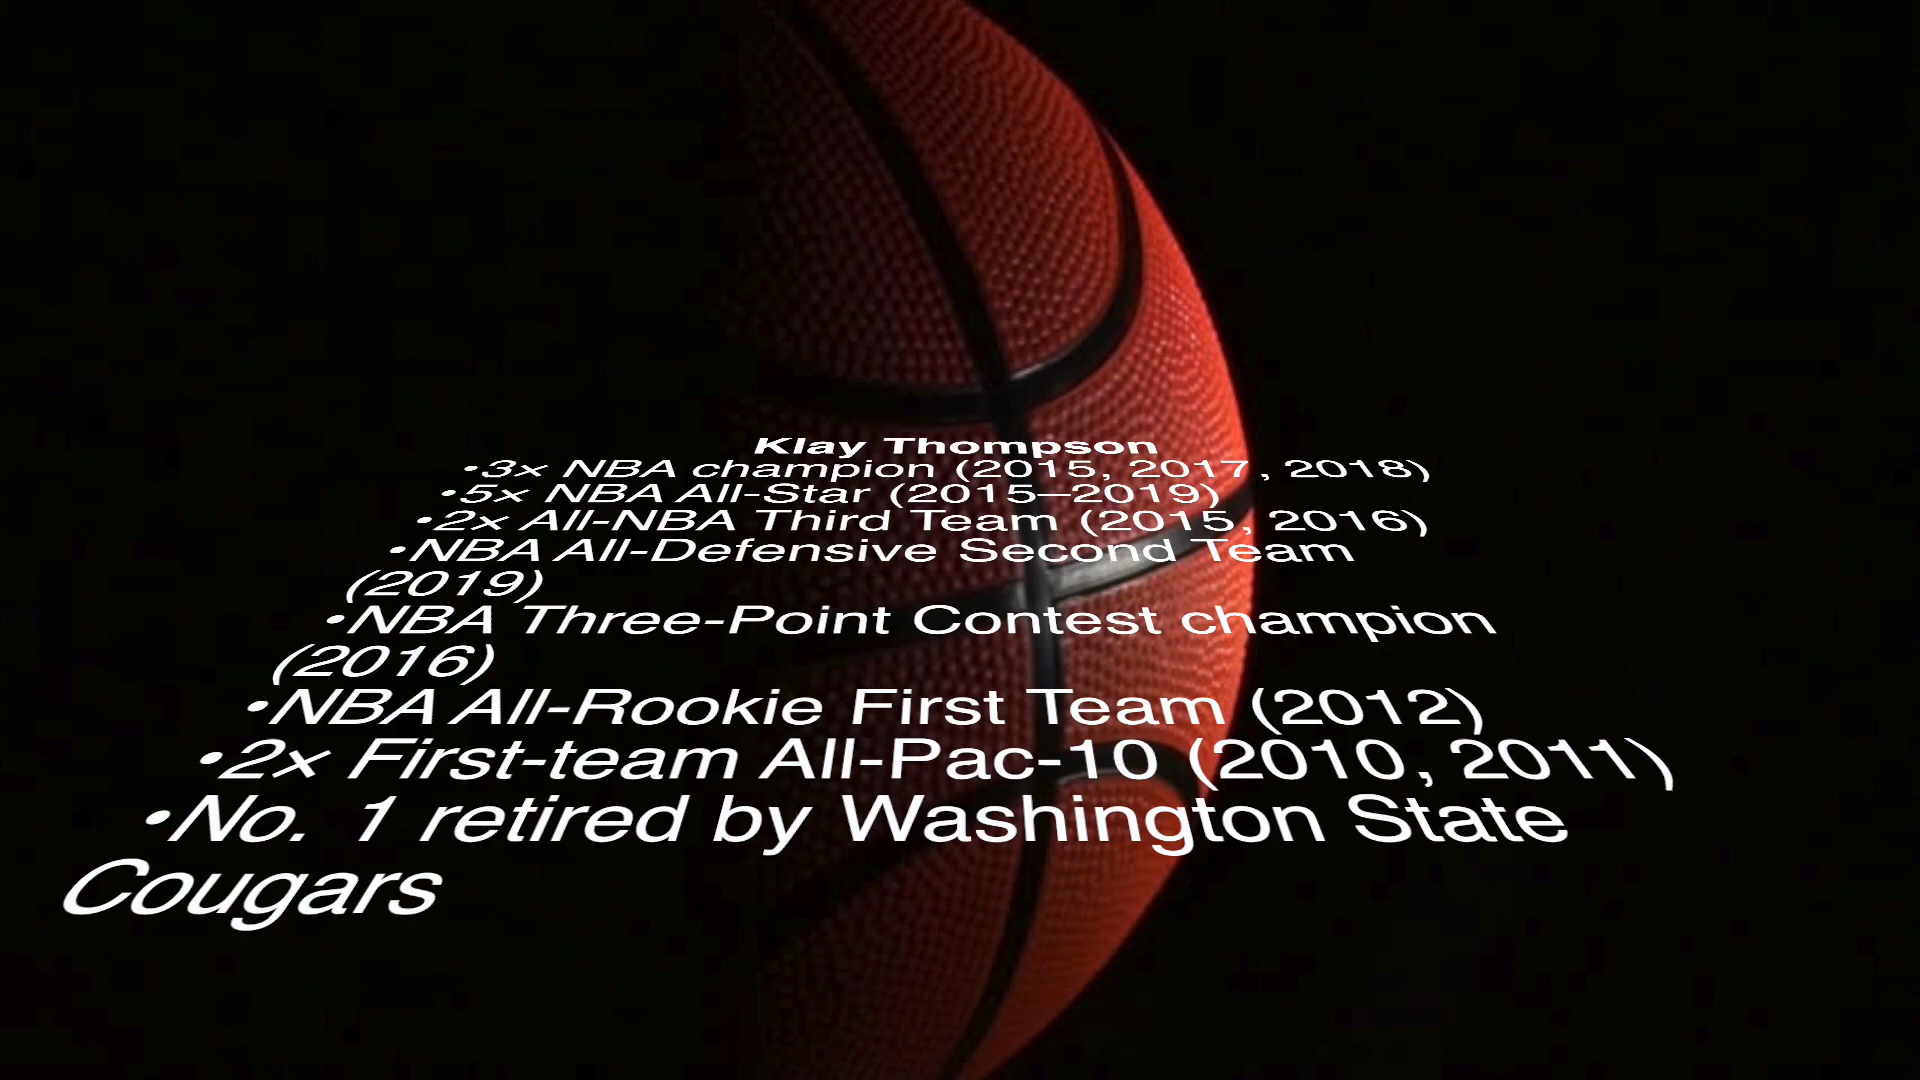 Klay Thompson
•3x NBA champion (2015, 2017, 2018)
•5x NBA All-Star (2015–2019)
•2x All-NBA Third Team (2015, 2016)
•NBA All-Defensive Second Team
(2019)
•NBA Three-Point Contest champion
(2016)
•NBA All-Rookie First Team (2012)
•2x First-team All-Pac-10 (2010, 2011)
•No. 1 retired by Washington State
Cougars